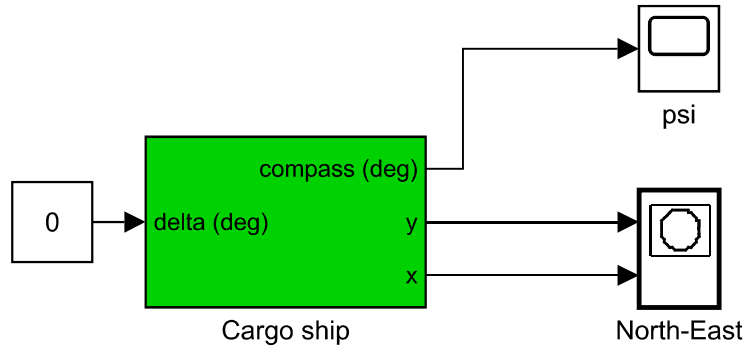 psi
compass (deg)
0
delta (deg)
y
x
Cargo ship
North-East